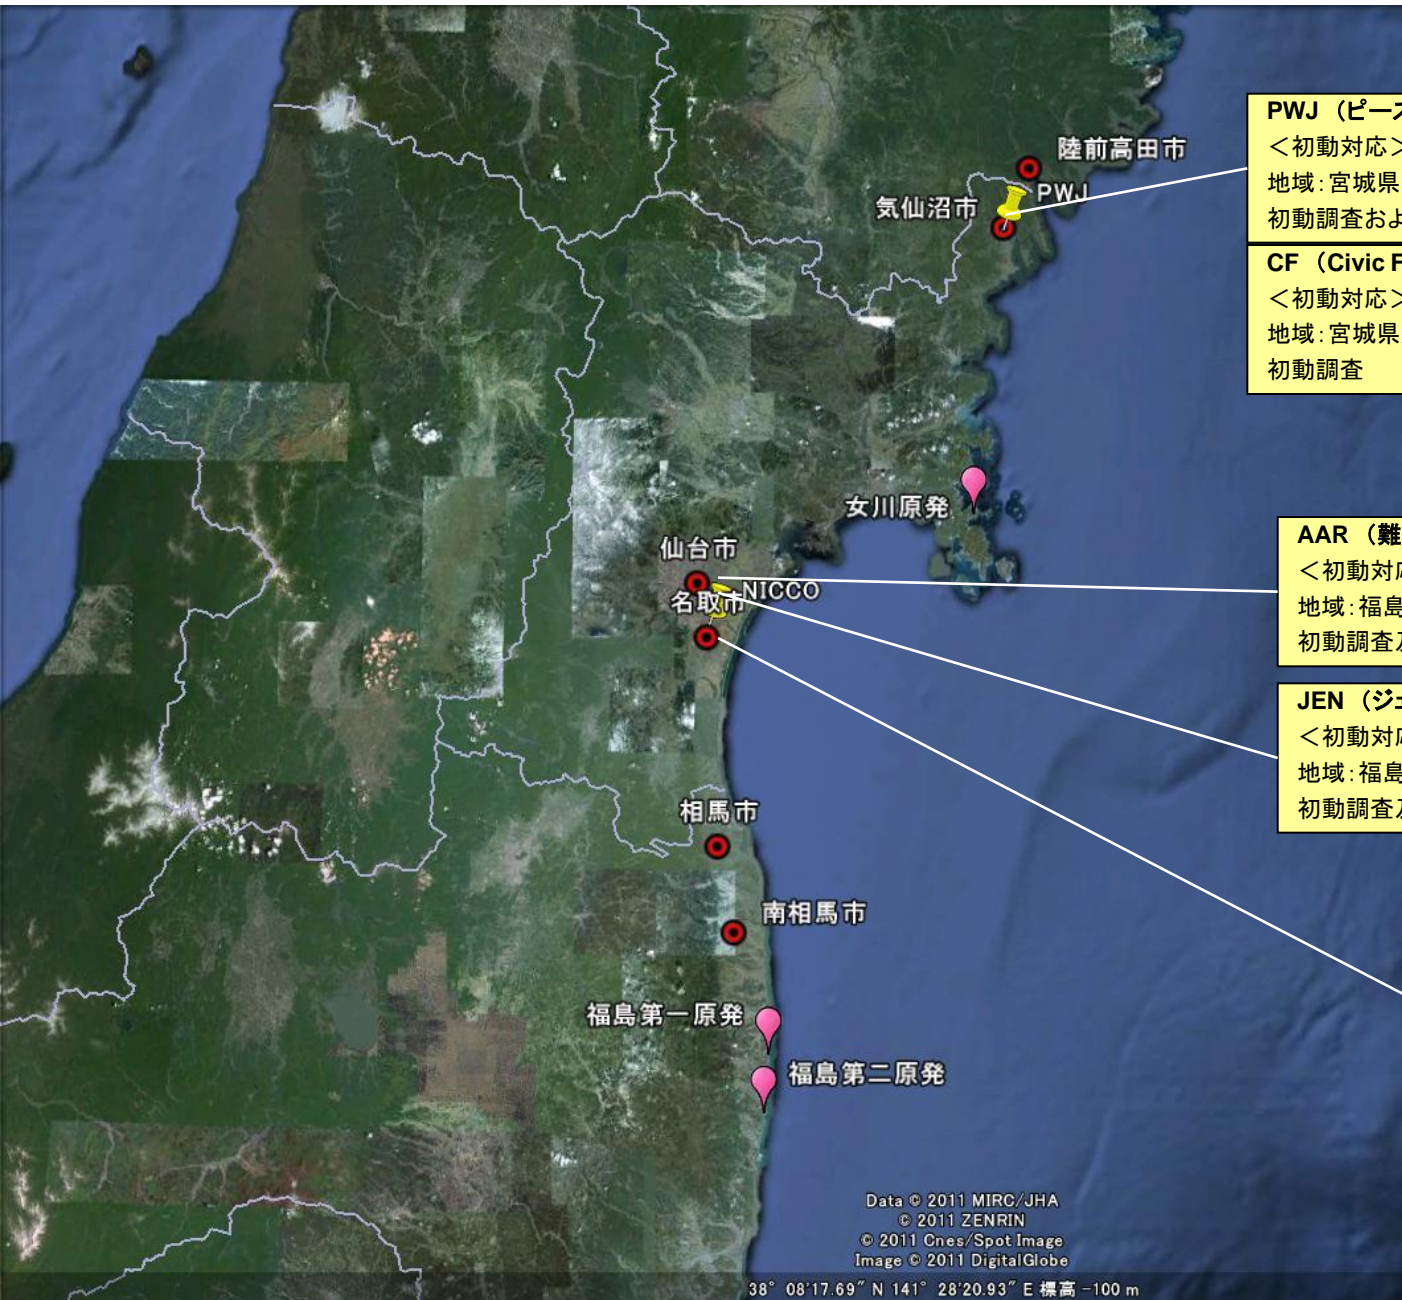 陸前高田市
PWJ
気仙沼市
PWJ （ピース
＜初動対応＞
地域：宮城県
初動調査およ
CF （Civic F
＜初動対応＞
地域：宮城県
初動調査
女川原発
仙台市
NICCO
名取市
AAR （難
＜初動対応
地域：福島
初動調査及
JEN （ジェ
＜初動対応
地域：福島
初動調査及
相馬市
南相馬市
福島第一原発
福島第二原発
Data © 2011 MIRC/JHA
© 2011 ZENRIN
© 2011 Cnes/Spot Image
Image © 2011 DigitalGlobe
38° 08'17.69" N 141° 28'20.93" E 標高 -100 m